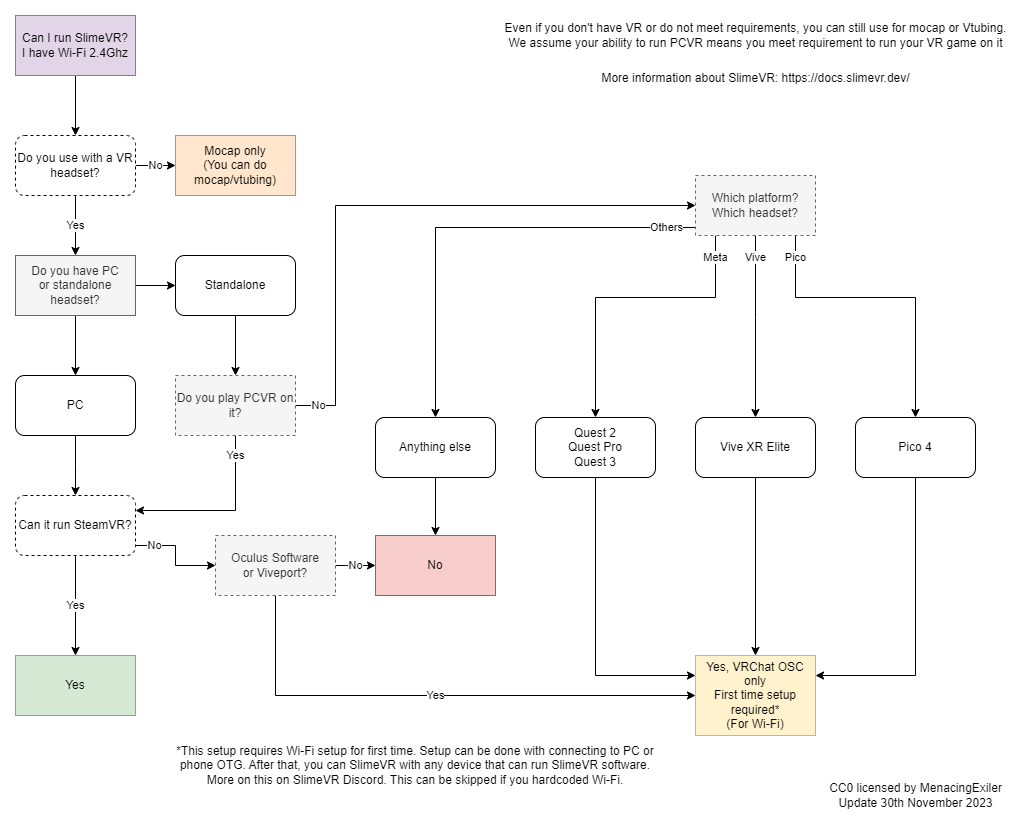 Can I run SlimeVR?
I have Wi-Fi 2.4Ghz
Even if you don't have VR or do not meet requirements, you can still use for mocap or Vtubing.
We assume your ability to run PCVR means you meet requirement to run your VR game on it
More information about SlimeVR: https://docs.slimevr.dev/
Do you use with a VR
headset?
No
Mocap only
(You can do
mocap/vtubing)
Yes
Which platform?
Which headset?
Others
Meta
Vive
Pico
Do you have PC
or standalone
headset?
Standalone
PC
Do you play PCVR on
it?
No
Yes
Anything else
Quest 2
Quest Pro
Quest 3
Vive XR Elite
Pico 4
Can it run SteamVR?
No
Oculus Software
or Viveport?
No
No
Yes
Yes
Yes
Yes, VRChat OSC
only
First time setup
required*
(For Wi-Fi)
*This setup requires Wi-Fi setup for first time. Setup can be done with connecting to PC or
phone OTG. After that, you can SlimeVR with any device that can run SlimeVR software.
More on this on SlimeVR Discord. This can be skipped if you hardcoded Wi-Fi.
CC0 licensed by MenacingExiler
Update 30th November 2023